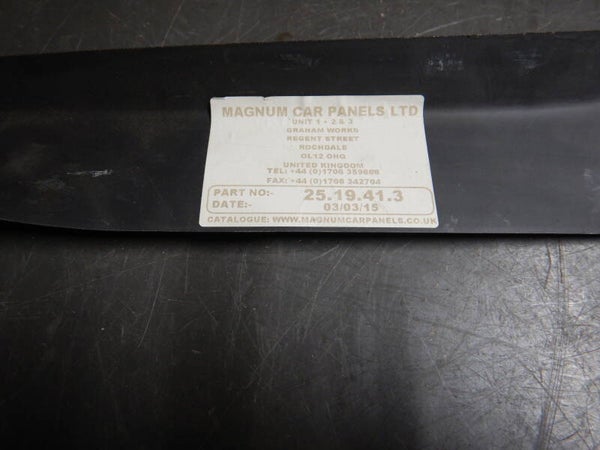 MAGNUM CAR PANELS LTD
UNIT 1 - 2 & 3
GRAHAM WORKS
REGENT STREET
ROCHDALE
OL12 0HQ
UNITED KINGDOM
TEL: +44 (0)1706 359666
FAX: +44 (0)1706 342704
PART NO:- 25.19.41.3
DATE:- 03/03/15
CATALOGUE: WWW.MAGNUMCARPANELS.CO.UK